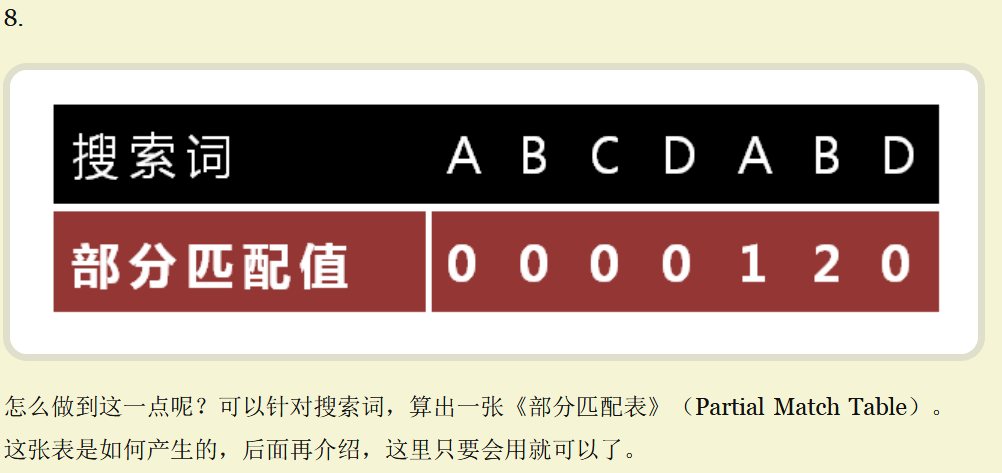 8.
搜索词 A B C D A B D
部分匹配值 0 0 0 0 1 2 0
怎么做到这一点呢？可以针对搜索词，算出一张《部分匹配表》（Partial Match Table）。
这张表是如何产生的，后面再介绍，这里只要会用就可以了。